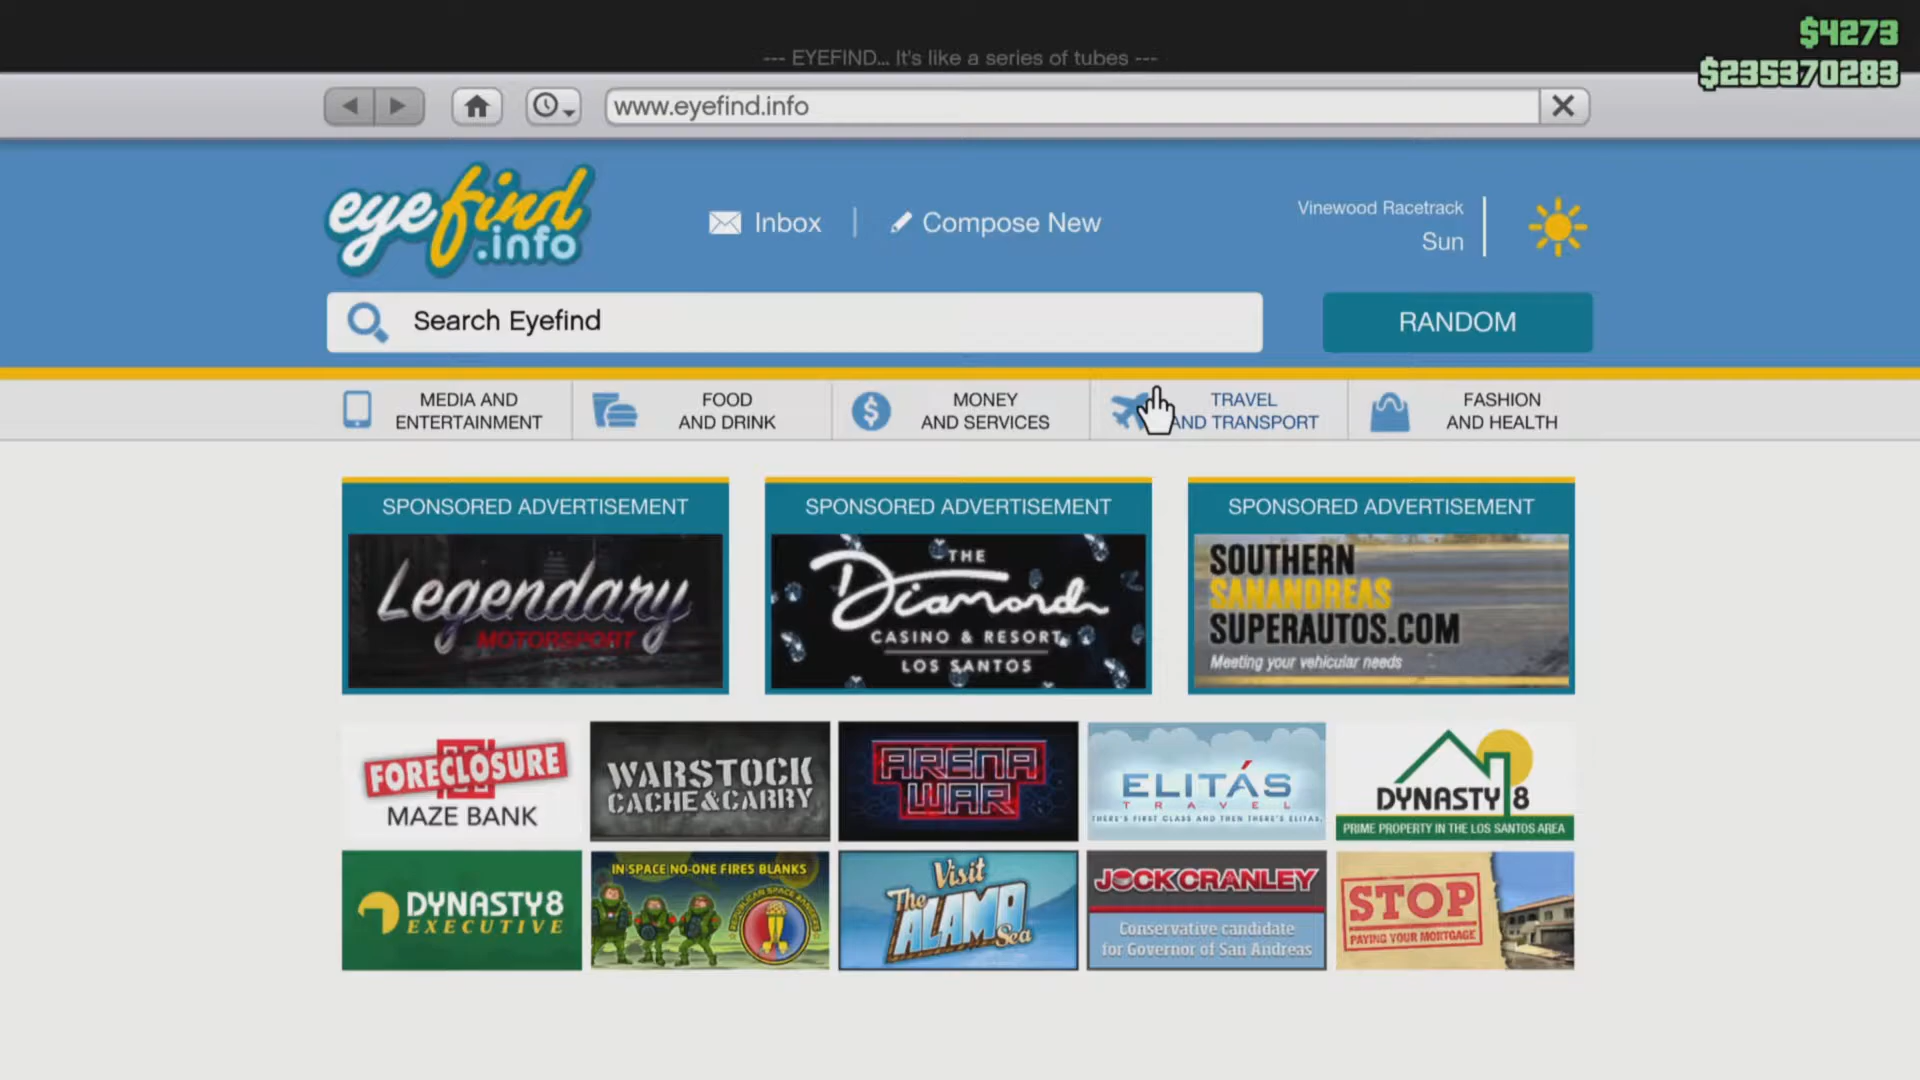 $4273
--- EYEFIND... It's like a series of tubes ---
$235370283
www.eyefind.info
eyefind
.info
Inbox
Compose New
Vinewood Racetrack
Sun
Search Eyefind
RANDOM
MEDIA AND
ENTERTAINMENT
FOOD
AND DRINK
MONEY
AND SERVICES
TRAVEL
AND TRANSPORT
FASHION
AND HEALTH
SPONSORED ADVERTISEMENT
Legendary
MOTORSPORT
SPONSORED ADVERTISEMENT
THE
Diamond
CASINO & RESORT
LOS SANTOS
SPONSORED ADVERTISEMENT
SOUTHERN
SANANDREAS
SUPERAUTOS.COM
Meeting your vehicular needs
FORECLOSURE
MAZE BANK
WARSTOCK
CACHE&CARRY
ARENA
WAR
ELITÁS
TRAVEL
THERE'S FIRST CLASS AND THEN THERE'S ELITAS.
DYNASTY 8
PRIME PROPERTY IN THE LOS SANTOS AREA
DYNASTY8
EXECUTIVE
IN SPACE NO-ONE FIRES BLANKS
REPUBLICAN SPACE RANGERS
Visit
The
ALAMO
Sea
JOCK CRANLEY
Conservative candidate
for Governor of San Andreas
STOP
PAYING YOUR MORTGAGE